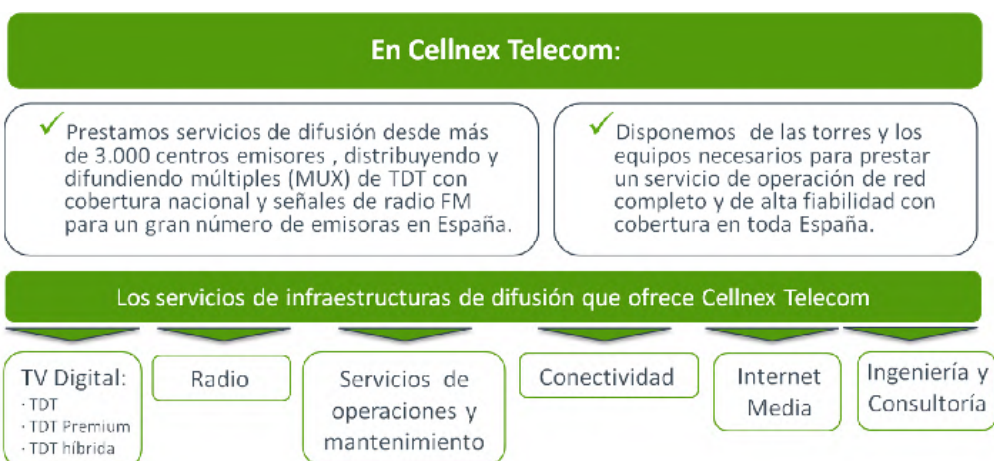 En Cellnex Telecom:
✓ Prestamos servicios de difusión desde más
de 3.000 centros emisores , distribuyendo y
difundiendo múltiples (MUX) de TDT con
cobertura nacional y señales de radio FM
para un gran número de emisoras en España.
✓ Disponemos de las torres y los
equipos necesarios para prestar
un servicio de operación de red
completo y de alta fiabilidad con
cobertura en toda España.
Los servicios de infraestructuras de difusión que ofrece Cellnex Telecom
TV Digital:
· TDT
· TDT Premium
· TDT híbrida
Radio
Servicios de
operaciones y
mantenimiento
Conectividad
Internet
Media
Ingeniería y
Consultoría